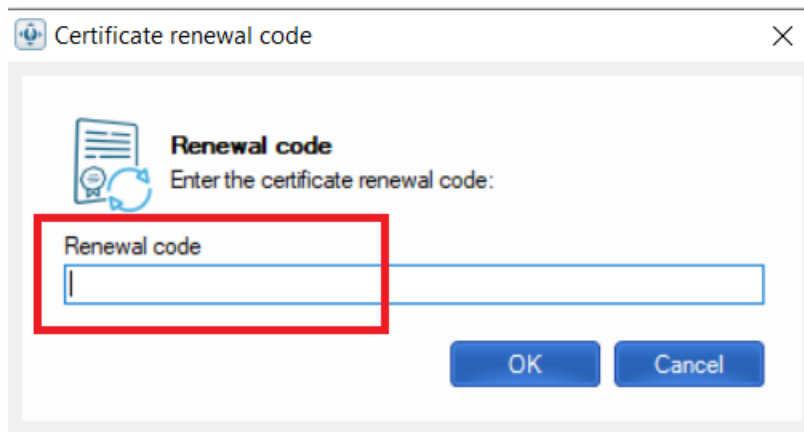 Certificate renewal code
Renewal code
Enter the certificate renewal code:
Renewal code
OK Cancel